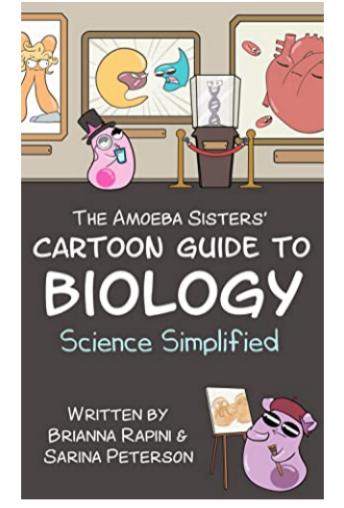 THE AMOEBA SISTERS'
CARTOON GUIDE TO
BIOLOGY
Science Simplified
WRITTEN BY
BRIANNA RAPINI &
SARINA PETERSON